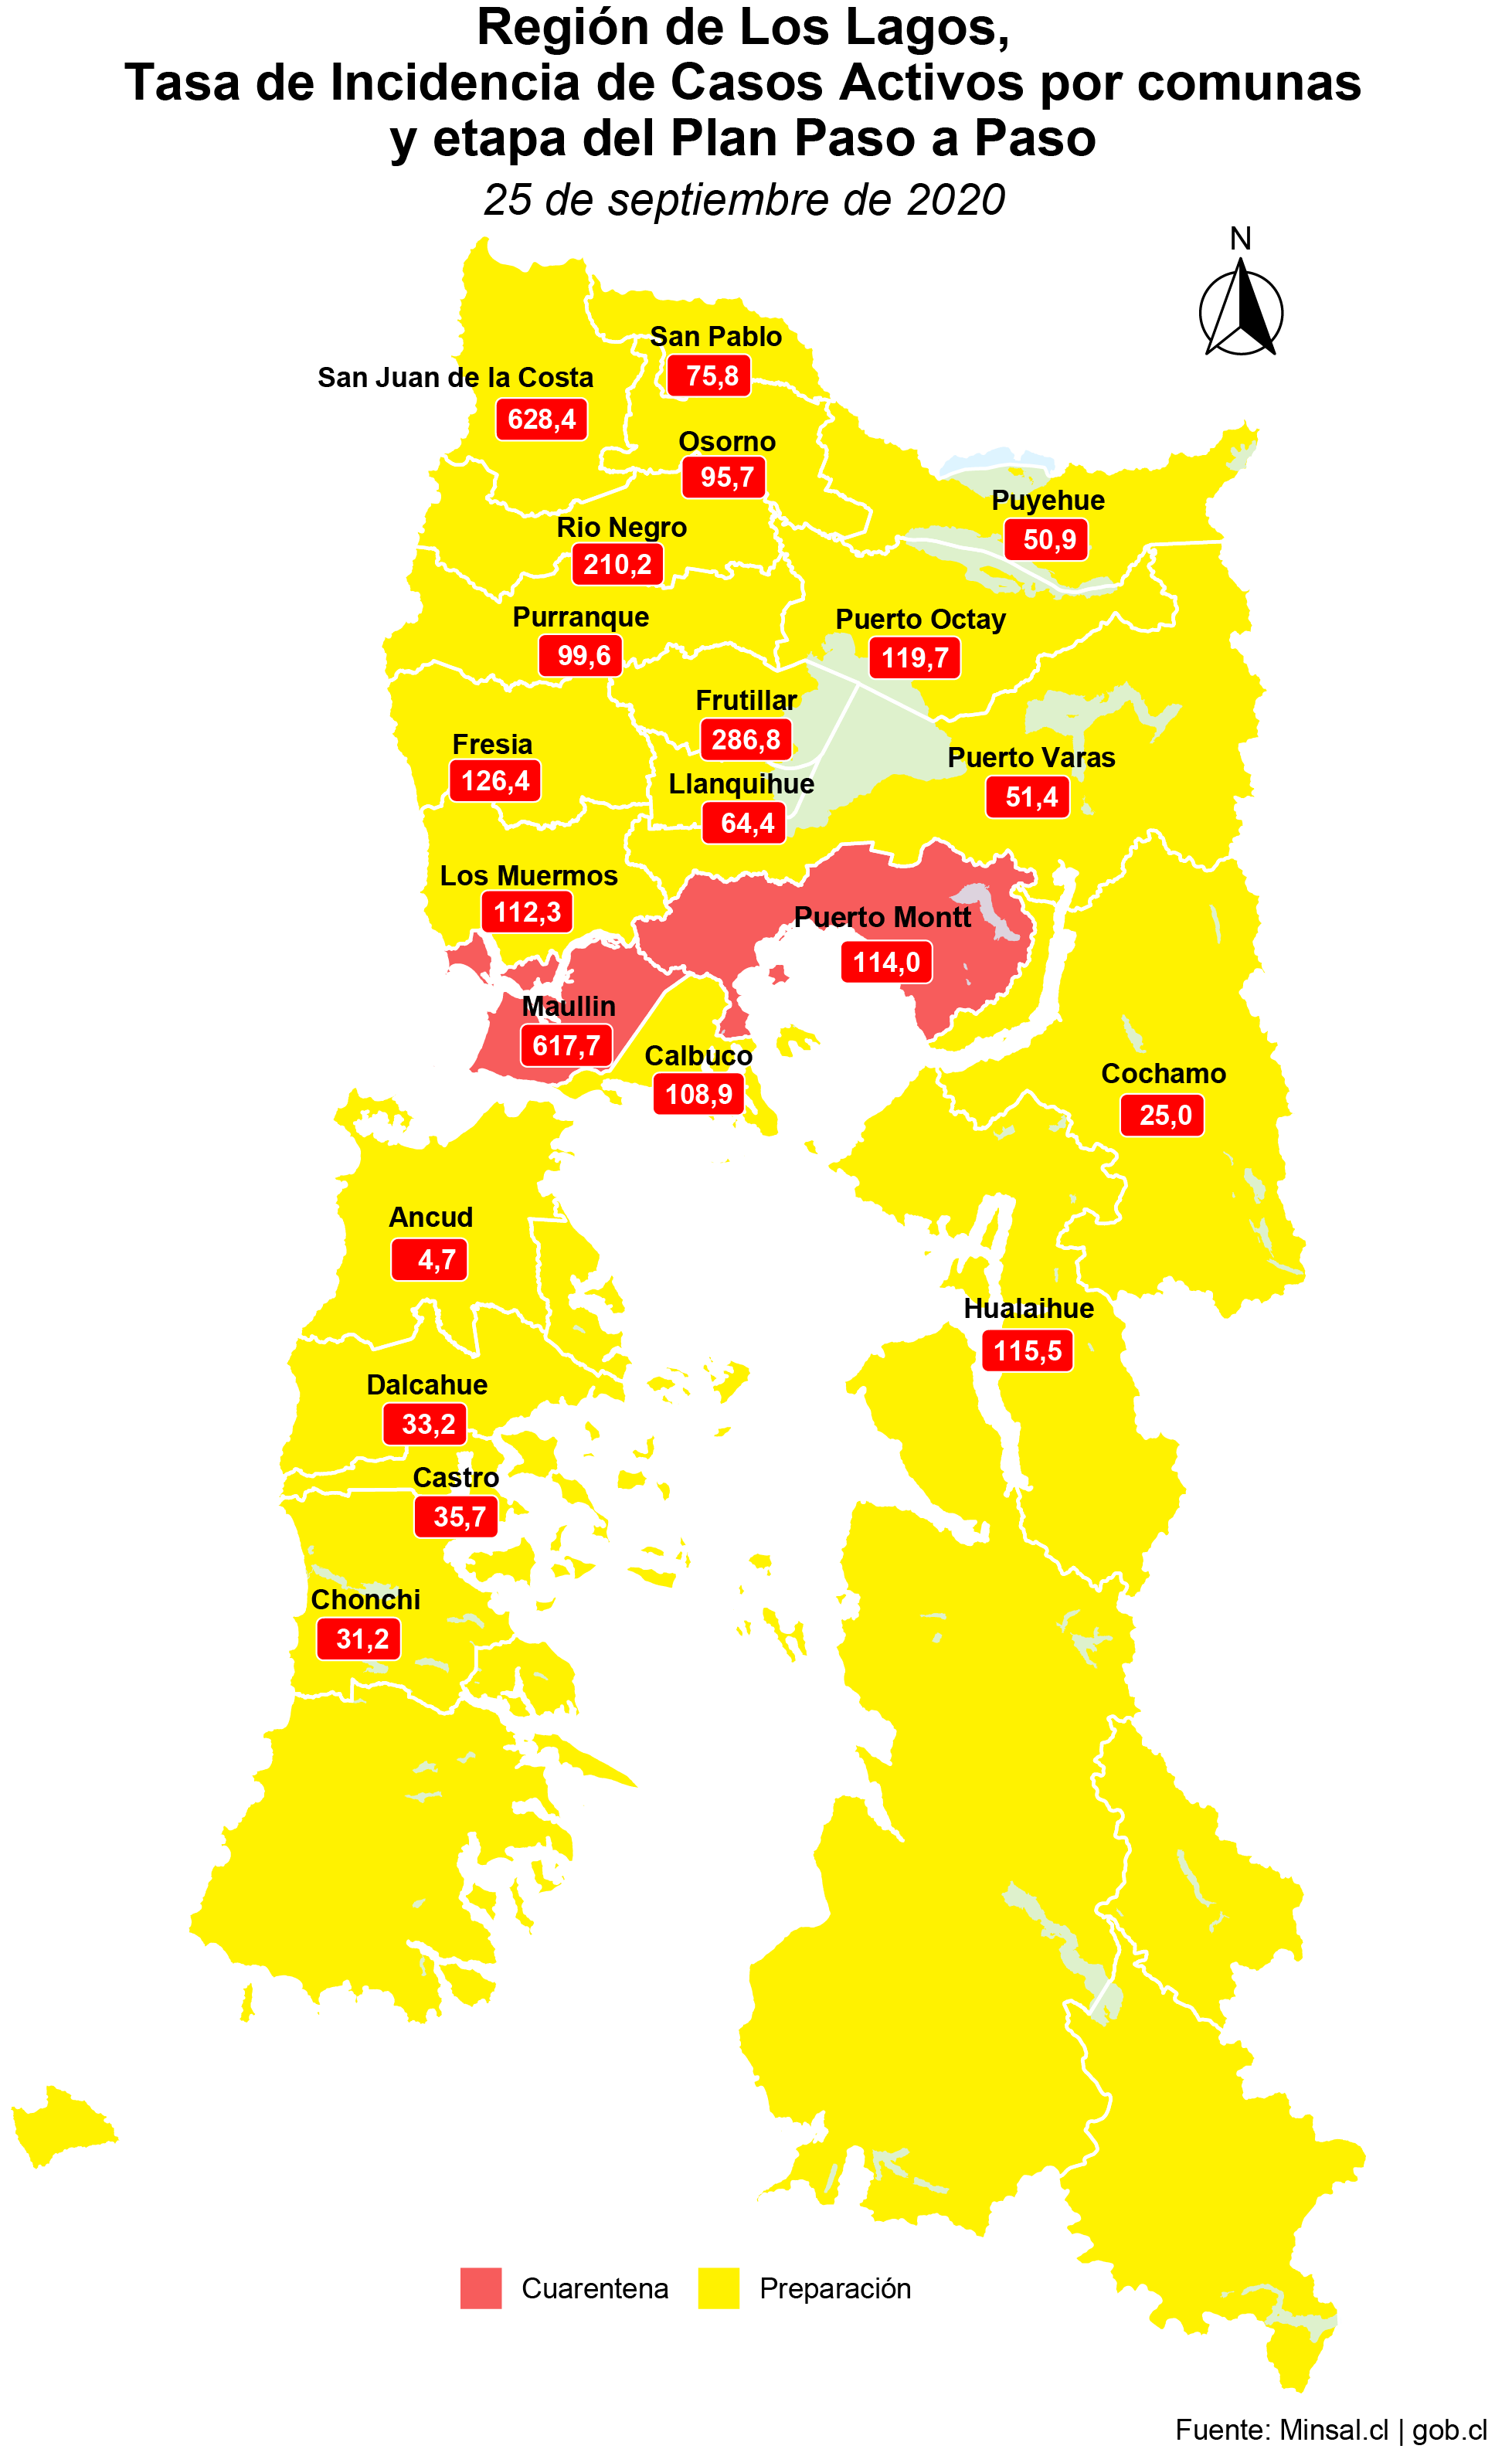 Región de Los Lagos,
Tasa de Incidencia de Casos Activos por comunas
y etapa del Plan Paso a Paso
25 de septiembre de 2020
N
San Pablo
75,8
San Juan de la Costa
628,4
Osorno
95,7
Puyehue
50,9
Rio Negro
210,2
Purranque
99,6
Puerto Octay
119,7
Frutillar
286,8
Fresia
126,4
Puerto Varas
51,4
Llanquihue
64,4
Los Muermos
112,3
Puerto Montt
114,0
Maullin
617,7
Calbuco
108,9
Cochamo
25,0
Ancud
4,7
Hualaihue
115,5
Dalcahue
33,2
Castro
35,7
Chonchi
31,2
Cuarentena
Preparación
Fuente: Minsal.cl | gob.cl